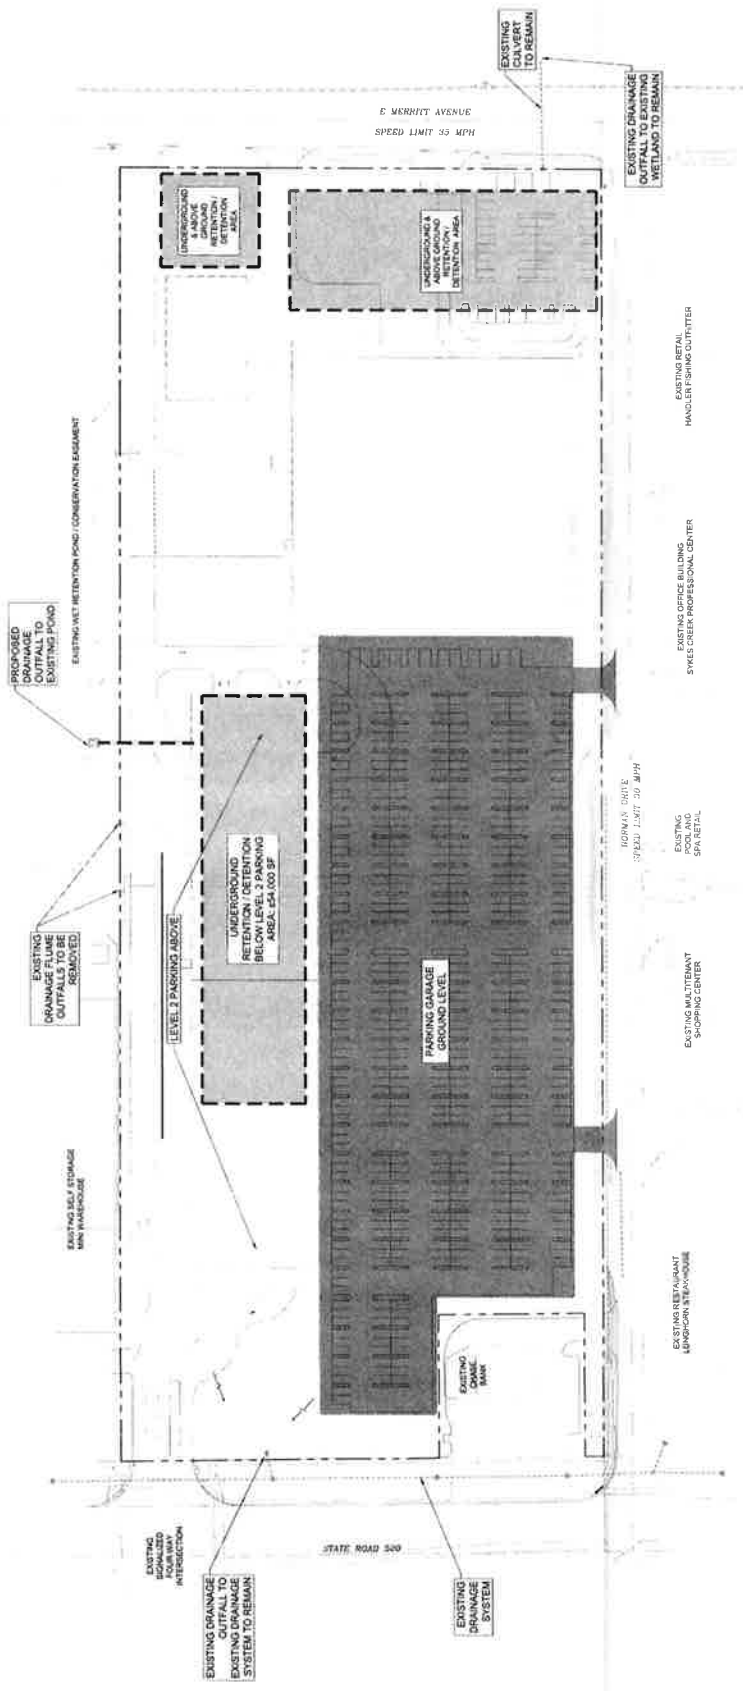 EXISTING
CULVERT
TO REMAIN
E MERRITT AVENUE
SPEED LIMIT 35 MPH
EXISTING DRAINAGE
OUTFALL TO EXISTING
WETLAND TO REMAIN
UNDERGROUND
& ABOVE
GROUND
RETENTION /
DETENTION
AREA
UNDERGROUND &
ABOVE GROUND
RETENTION /
DETENTION AREA
EXISTING RETAIL
HANDLER FISHING OUTFITTER
EXISTING WET RETENTION POND / CONSERVATION EASEMENT
EXISTING OFFICE BUILDING
SYKES CREEK PROFESSIONAL CENTER
PROPOSED
DRAINAGE
OUTFALL TO
EXISTING POND
DRIVE
SPEED LIMIT 30 MPH
EXISTING
POOL AND
SPA RETAIL
UNDERGROUND
RETENTION / DETENTION
BELOW LEVEL 2 PARKING
AREA: ±54,000 SF
EXISTING
DRAINAGE FLUME
OUTFALLS TO BE
REMOVED
LEVEL 2 PARKING ABOVE
PARKING GARAGE
GROUND LEVEL
EXISTING MULTITENANT
SHOPPING CENTER
EXISTING SELF STORAGE
MINI WAREHOUSE
EXISTING RESTAURANT
LONGHORN STEAKHOUSE
EXISTING
CHASE
BANK
STATE ROAD 520
EXISTING
SIGNALIZED
FOUR-WAY
INTERSECTION
EXISTING DRAINAGE
OUTFALL TO
EXISTING DRAINAGE
SYSTEM TO REMAIN
EXISTING
DRAINAGE
SYSTEM